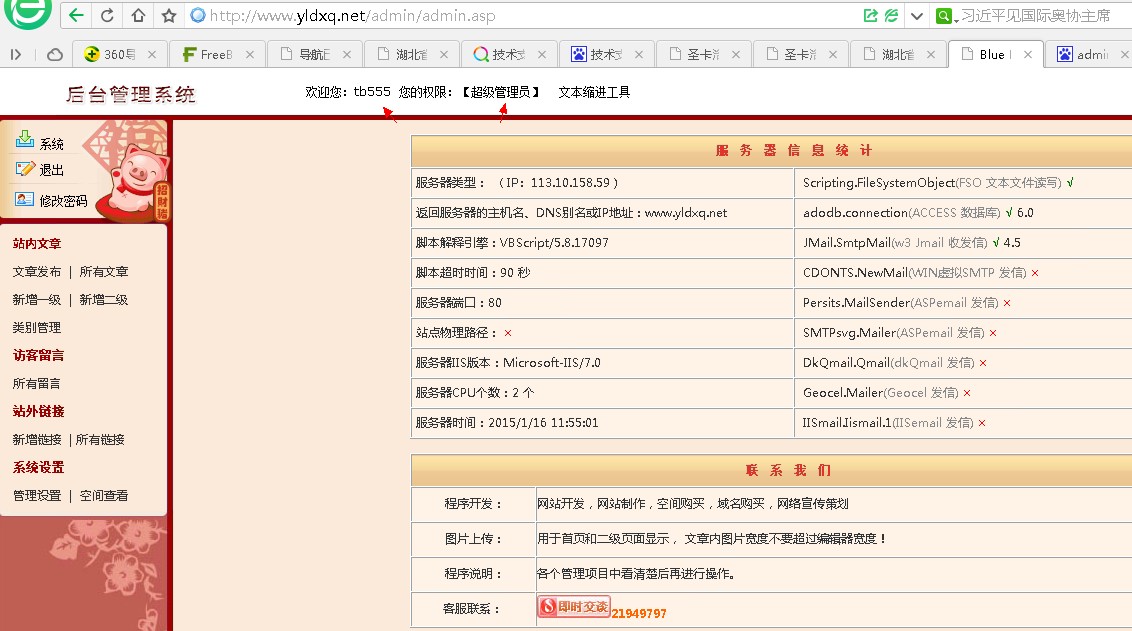 http://www.yldxq.net/admin/admin.asp
习近平见国际奥协主席
360
FreeB
导航
湖北省
技术
技术
圣卡
圣卡
湖北省
Blue
admin
后台管理系统
欢迎您：tb555 您的权限：【超级管理员】 文本缩进工具
系统
退出
修改密码
招财猪
站内文章
文章发布 | 所有文章
新增一级 | 新增二级
类别管理
访客留言
所有留言
站外链接
新增链接 |所有链接
系统设置
管理设置 | 空间查看
服务器信息统计
服务器类型：（IP：113.10.158.59） Scripting.FileSystemObject(FSO 文本文件读写) √
返回服务器的主机名、DNS别名或IP地址：www.yldxq.net adodb.connection(ACCESS 数据库) √ 6.0
脚本解释引擎：VBScript/5.8.17097 JMail.SmtpMail(w3 Jmail 收发信) √ 4.5
脚本超时时间：90 秒 CDONTS.NewMail(WIN虚拟SMTP 发信) ×
服务器端口：80 Persits.MailSender(ASPemail 发信) ×
站点物理路径： × SMTPsvg.Mailer(ASPemail 发信) ×
服务器IIS版本：Microsoft-IIS/7.0 DkQmail.Qmail(dkQmail 发信) ×
服务器CPU个数：2 个 Geocel.Mailer(Geocel 发信) ×
服务器时间：2015/1/16 11:55:01 IISmail.Iismail.1(IISemail 发信) ×
联系我们
程序开发： 网站开发，网站制作，空间购买，域名购买，网络宣传策划
图片上传： 用于首页和二级页面显示， 文章内图片宽度不要超过编辑器宽度！
程序说明： 各个管理项目中看清楚后再进行操作。
客服联系： 即时交谈 21949797